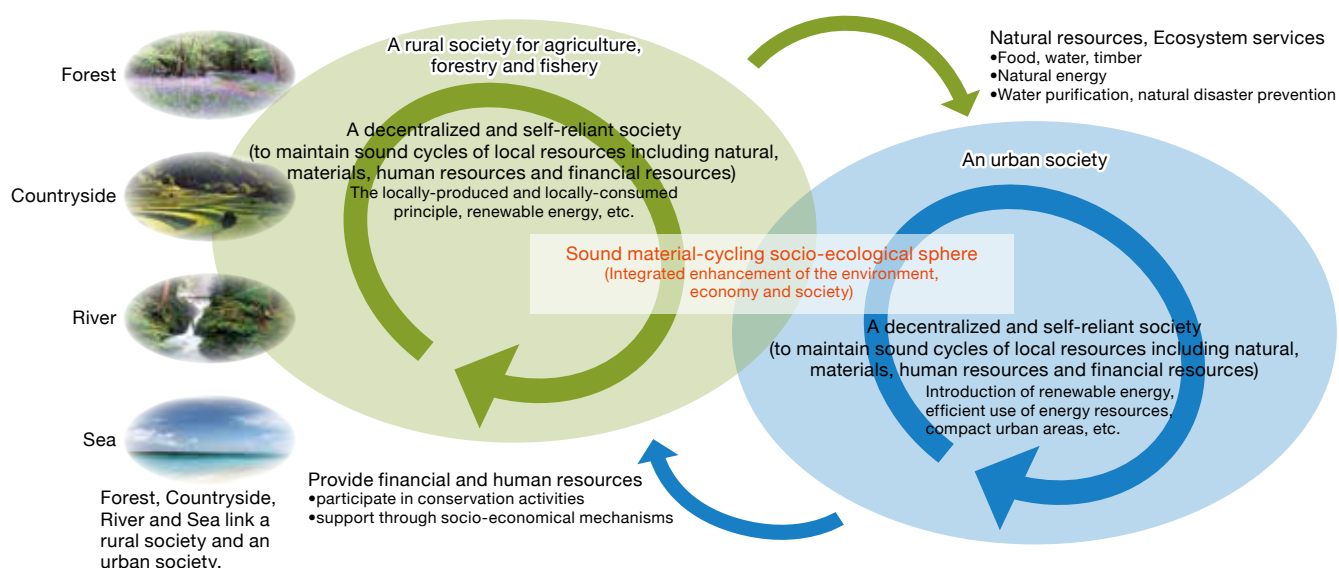 Forest
Countryside
River
Sea
Forest, Countryside,
River and Sea link a
rural society and an
urban society.
A rural society for agriculture,
forestry and fishery
A decentralized and self-reliant society
(to maintain sound cycles of local resources including natural,
materials, human resources and financial resources)
The locally-produced and locally-consumed
principle, renewable energy, etc.
Sound material-cycling socio-ecological sphere
(Integrated enhancement of the environment,
economy and society)
Natural resources, Ecosystem services
•Food, water, timber
•Natural energy
•Water purification, natural disaster prevention
An urban society
A decentralized and self-reliant society
(to maintain sound cycles of local resources including natural,
materials, human resources and financial resources)
Introduction of renewable energy,
efficient use of energy resources,
compact urban areas, etc.
Provide financial and human resources
•participate in conservation activities
•support through socio-economical mechanisms